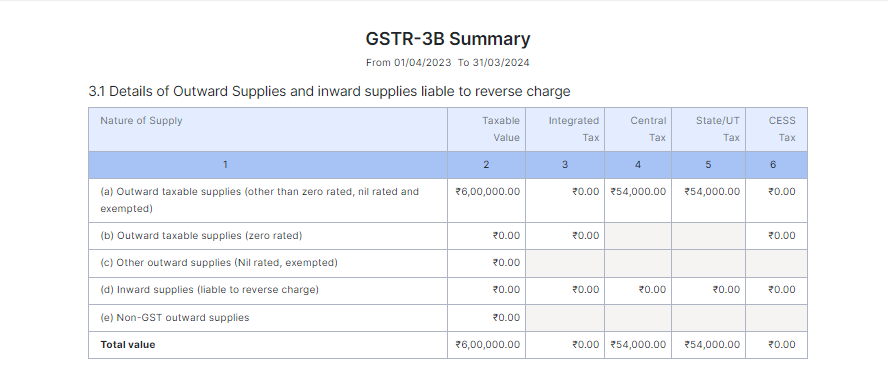 GSTR-3B Summary
From 01/04/2023 To 31/03/2024
3.1 Details of Outward Supplies and inward supplies liable to reverse charge
Nature of Supply Taxable Value Integrated Tax Central Tax State/UT Tax CESS Tax
1 2 3 4 5 6
(a) Outward taxable supplies (other than zero rated, nil rated and ₹6,00,000.00 ₹0.00 ₹54,000.00 ₹54,000.00 ₹0.00
exempted)
(b) Outward taxable supplies (zero rated) ₹0.00 ₹0.00 ₹0.00
(c) Other outward supplies (Nil rated, exempted) ₹0.00
(d) Inward supplies (liable to reverse charge) ₹0.00 ₹0.00 ₹0.00 ₹0.00 ₹0.00
(e) Non-GST outward supplies ₹0.00
Total value ₹6,00,000.00 ₹0.00 ₹54,000.00 ₹54,000.00 ₹0.00